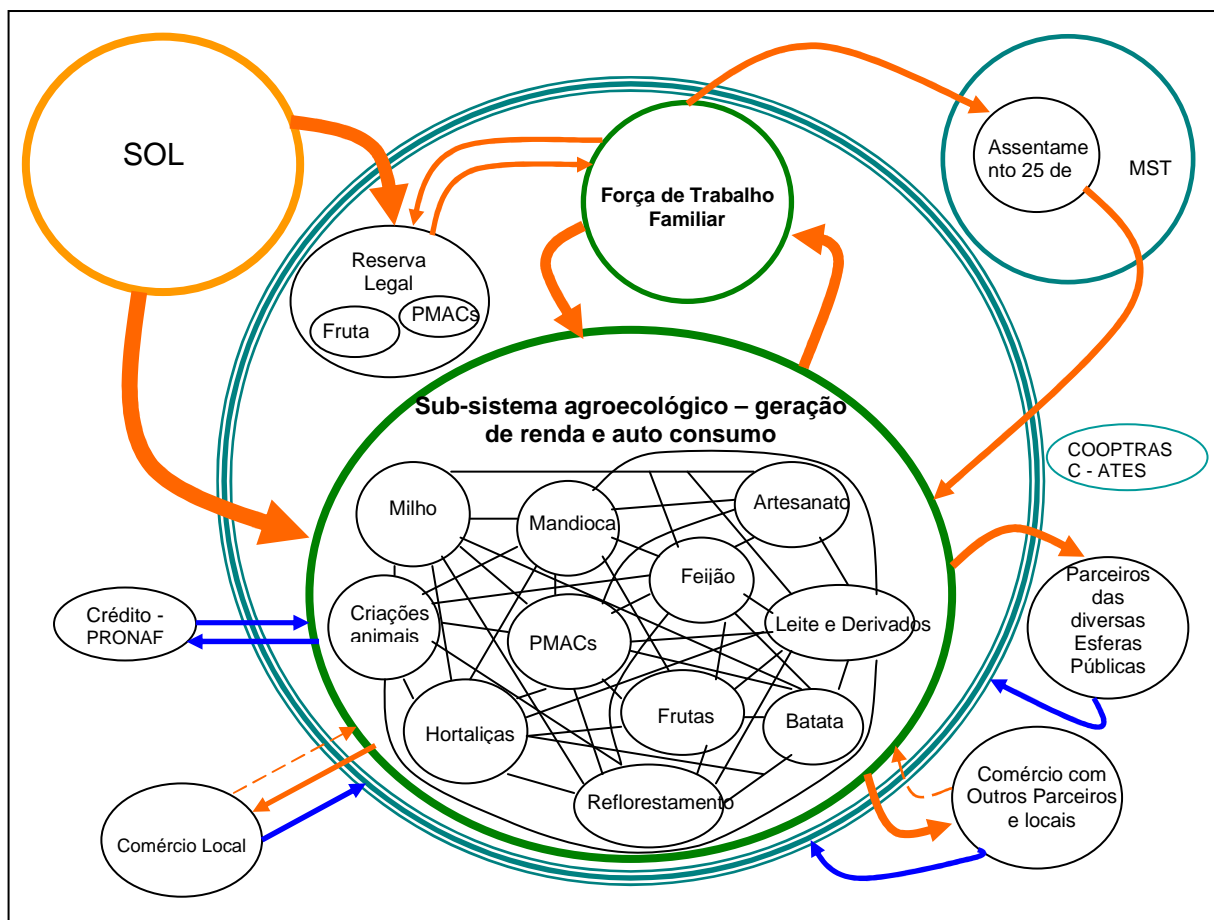 SOL
Força de Trabalho
Familiar
Assentame
nto 25 de
MST
Reserva
Legal
Fruta
PMACs
Sub-sistema agroecológico – geração
de renda e auto consumo
COOPTRAS
C - ATES
Milho
Mandioca
Artesanato
Feijão
Criações
animais
PMACs
Leite e Derivados
Hortaliças
Frutas
Batata
Reflorestamento
Crédito -
PRONAF
Parceiros
das
diversas
Esferas
Públicas
Comércio Local
Comércio com
Outros Parceiros
e locais